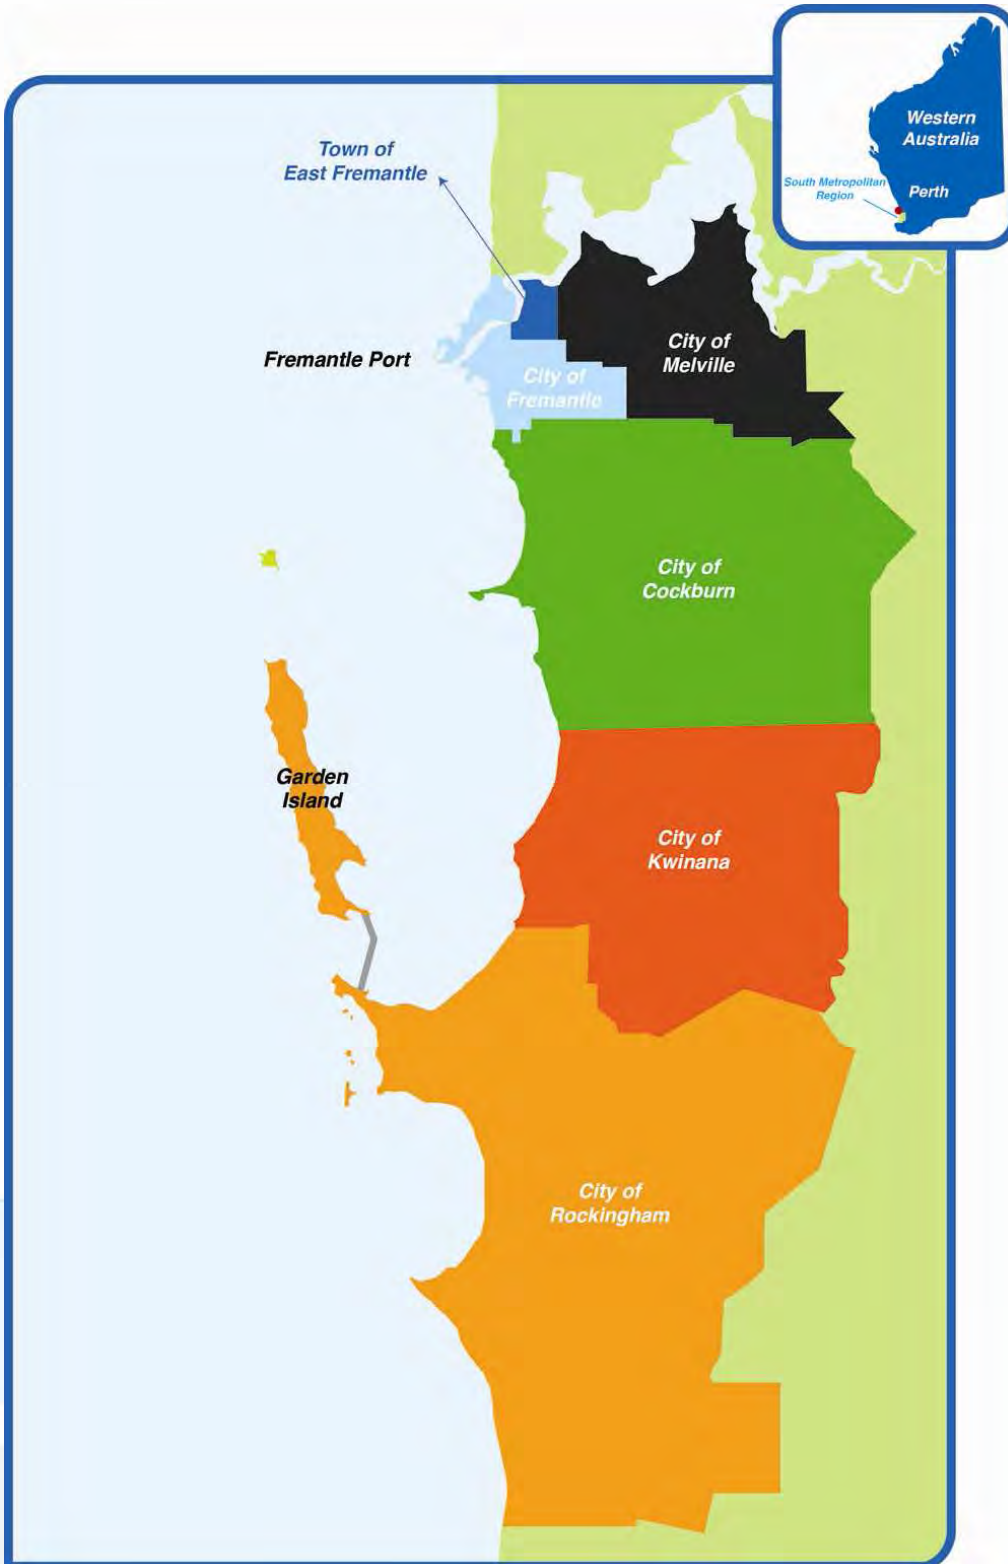 Western
Australia
South Metropolitan
Region
Perth
Town of
East Fremantle
Fremantle Port
City of
Melville
City of
Fremantle
City of
Cockburn
Garden
Island
City of
Kwinana
City of
Rockingham